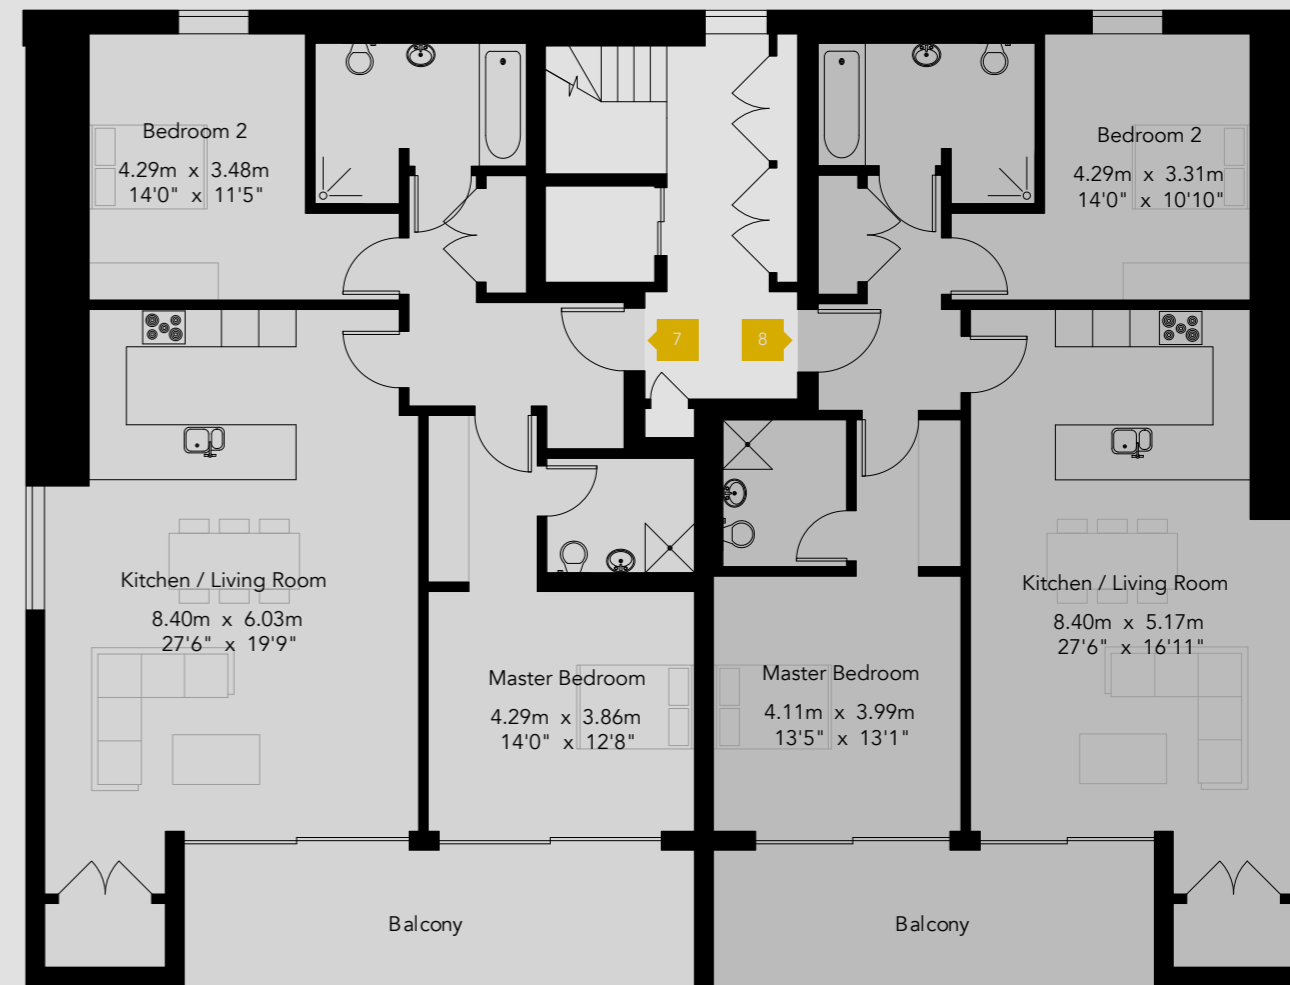 Bedroom 2
4.29m x 3.48m
14'0" x 11'5"
Bedroom 2
4.29m x 3.31m
14'0" x 10'10"
7
8
Kitchen / Living Room
8.40m x 6.03m
27'6" x 19'9"
Kitchen / Living Room
8.40m x 5.17m
27'6" x 16'11"
Master Bedroom
4.29m x 3.86m
14'0" x 12'8"
Master Bedroom
4.11m x 3.99m
13'5" x 13'1"
Balcony
Balcony